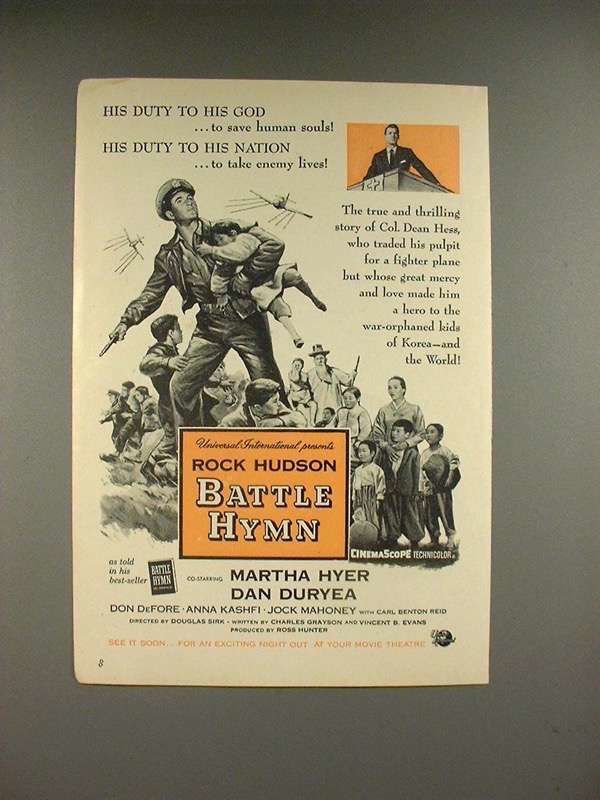 HIS DUTY TO HIS GOD
...to save human souls!
HIS DUTY TO HIS NATION
...to take enemy lives!
The true and thrilling
story of Col. Dean Hess,
who traded his pulpit
for a fighter plane
but whose great mercy
and love made him
a hero to the
war-orphaned kids
of Korea—and
the World!
Universal-International presents
ROCK HUDSON
BATTLE
HYMN
CINEMASCOPE TECHNICOLOR
as told
in his
best-seller
BATTLE
HYMN
CO-STARRING MARTHA HYER
DAN DURYEA
DON DeFORE · ANNA KASHFI · JOCK MAHONEY WITH CARL BENTON REID
DIRECTED BY DOUGLAS SIRK · WRITTEN BY CHARLES GRAYSON AND VINCENT B. EVANS
PRODUCED BY ROSS HUNTER
SEE IT SOON... FOR AN EXCITING NIGHT OUT AT YOUR MOVIE THEATRE
8